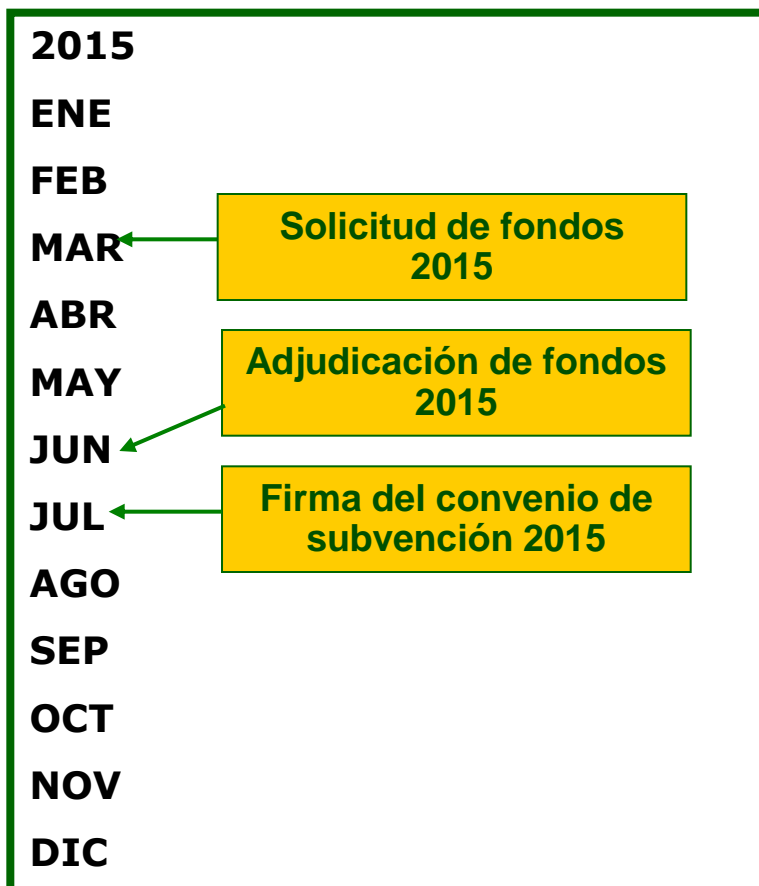 2015
ENE
FEB
MAR
Solicitud de fondos
2015
ABR
MAY
Adjudicación de fondos
2015
JUN
JUL
Firma del convenio de
subvención 2015
AGO
SEP
OCT
NOV
DIC